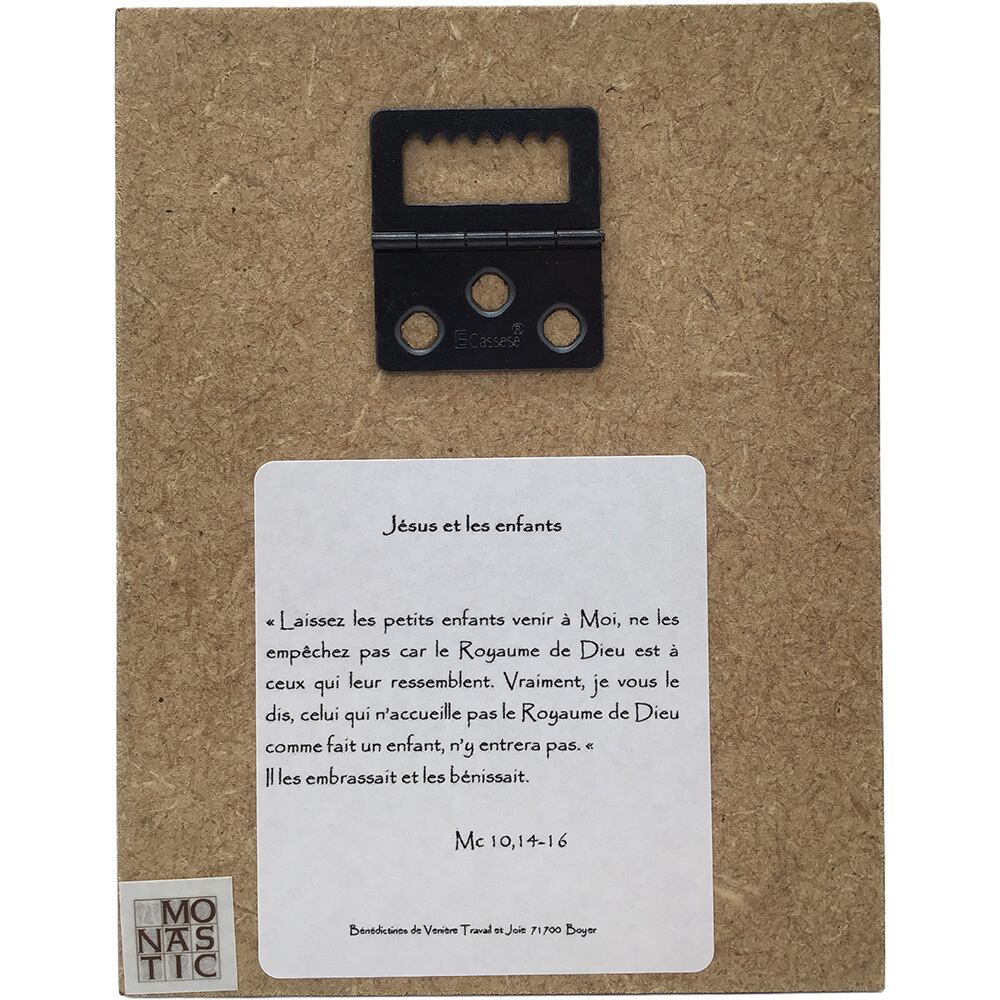 Cassese®
Jésus et les enfants
« Laissez les petits enfants venir à Moi, ne les
empêchez pas car le Royaume de Dieu est à
ceux qui leur ressemblent. Vraiment, je vous le
dis, celui qui n'accueille pas le Royaume de Dieu
comme fait un enfant, n'y entrera pas. «
Il les embrassait et les bénissait.
Mc 10,14-16
Bénédictines de Venière Travail et Joie 71700 Boyer
MO
NAS
TIC